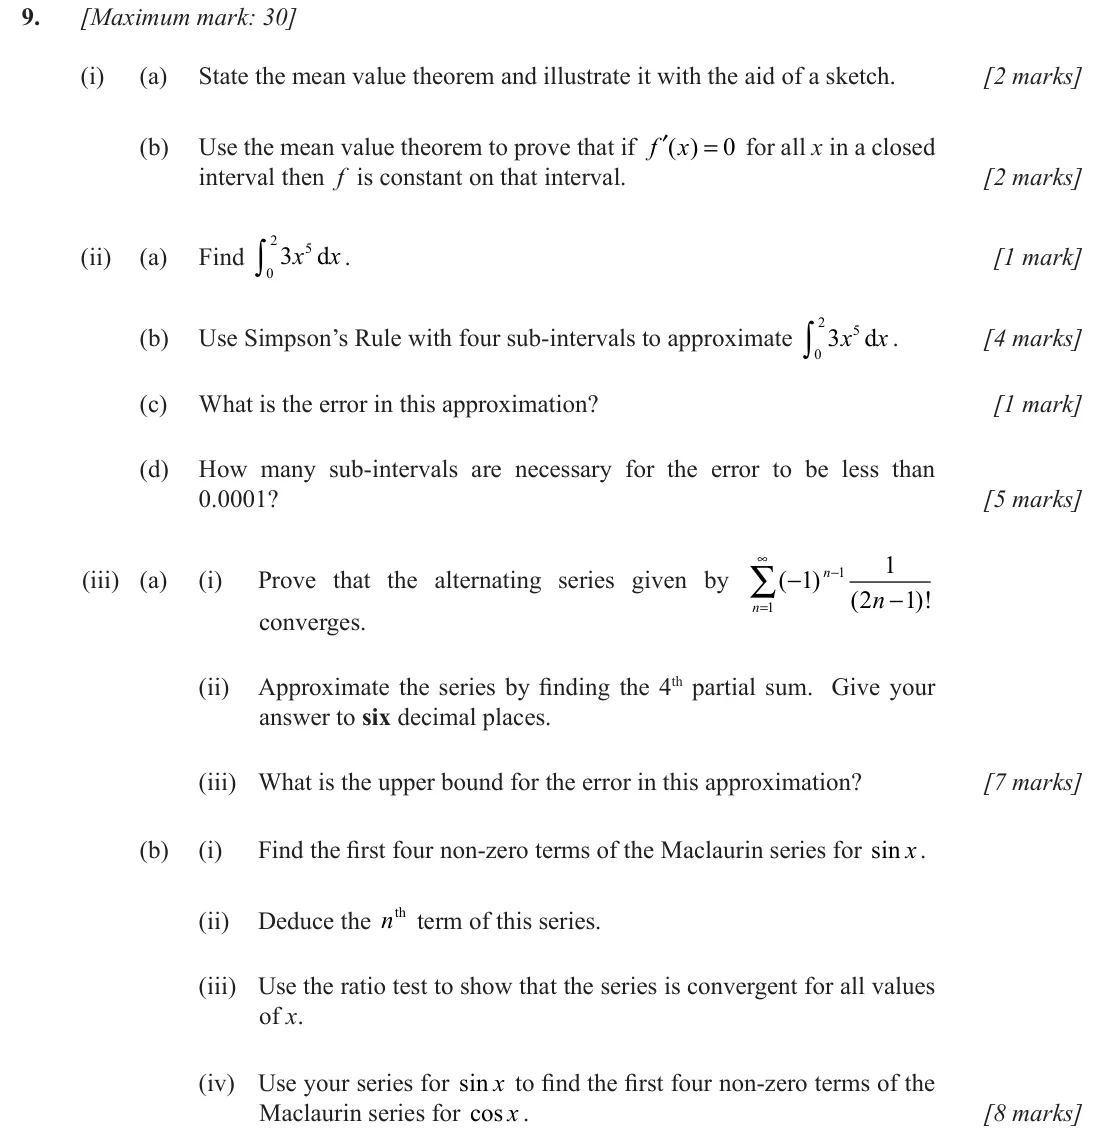 9. [Maximum mark: 30]
(i) (a) State the mean value theorem and illustrate it with the aid of a sketch. [2 marks]
(b) Use the mean value theorem to prove that if f′(x) = 0 for all x in a closed
interval then f is constant on that interval. [2 marks]
(ii) (a) Find ∫₀² 3x⁵ dx. [1 mark]
(b) Use Simpson's Rule with four sub-intervals to approximate ∫₀² 3x⁵ dx. [4 marks]
(c) What is the error in this approximation? [1 mark]
(d) How many sub-intervals are necessary for the error to be less than
0.0001? [5 marks]
(iii) (a) (i) Prove that the alternating series given by ∑_{n=1}^{∞} (−1)^{n−1} 1/(2n−1)!
converges.
(ii) Approximate the series by finding the 4th partial sum. Give your
answer to six decimal places.
(iii) What is the upper bound for the error in this approximation? [7 marks]
(b) (i) Find the first four non-zero terms of the Maclaurin series for sin x.
(ii) Deduce the nth term of this series.
(iii) Use the ratio test to show that the series is convergent for all values
of x.
(iv) Use your series for sin x to find the first four non-zero terms of the
Maclaurin series for cos x. [8 marks]